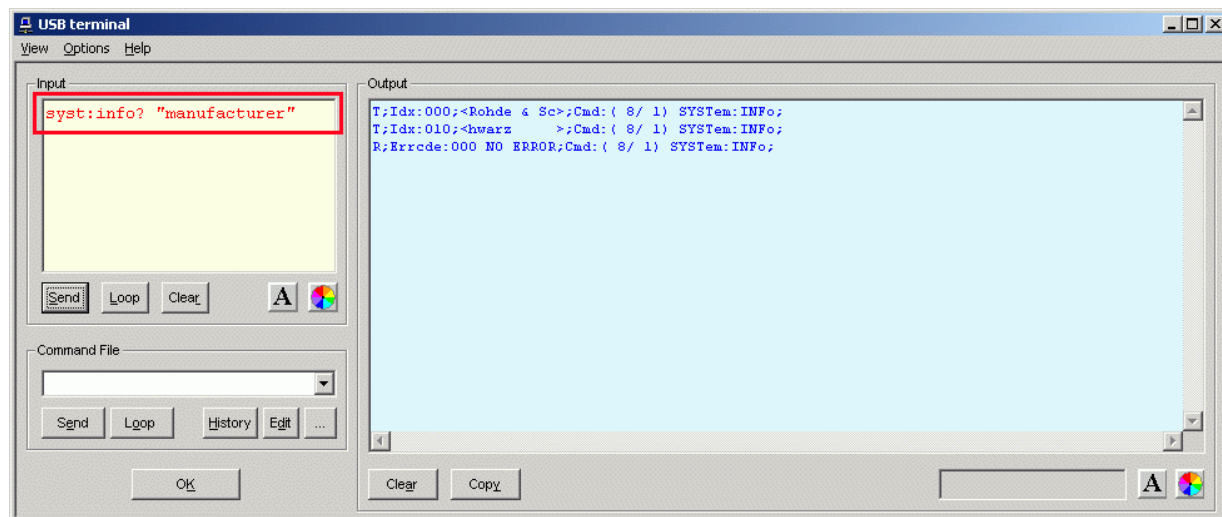 USB terminal
View Options Help
Input
syst:info? "manufacturer"
Send Loop Clear A
Command File
Send Loop History Edit ...
OK
Output
T;Idx:000;<Rohde & Sc>;Cmd:( 8/ 1) SYSTem:INFo;
T;Idx:010;<hwarz      >;Cmd:( 8/ 1) SYSTem:INFo;
R;Errcde:000 NO ERROR;Cmd:( 8/ 1) SYSTem:INFo;
Clear Copy A